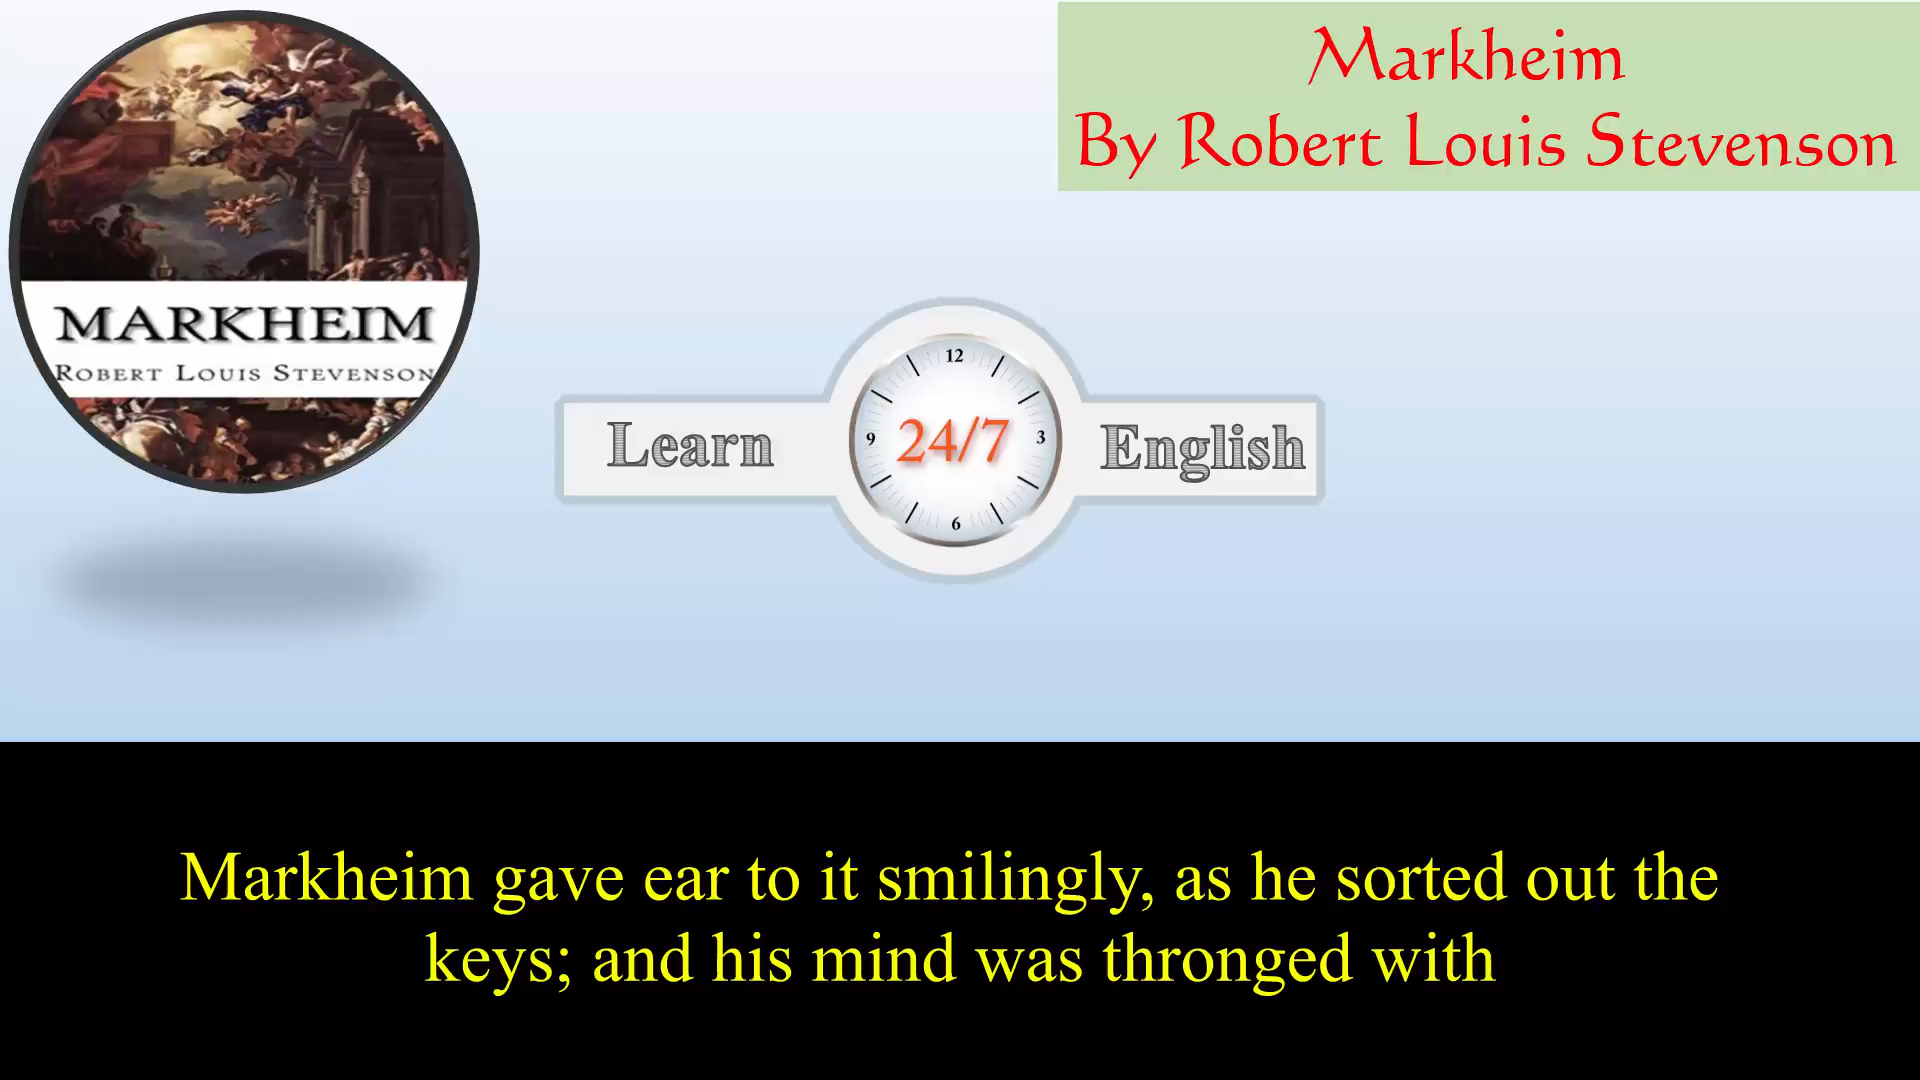 Markheim
By Robert Louis Stevenson
MARKHEIM
ROBERT LOUIS STEVENSON
12
9
24/7
3
6
Learn
English
Markheim gave ear to it smilingly, as he sorted out the
keys; and his mind was thronged with